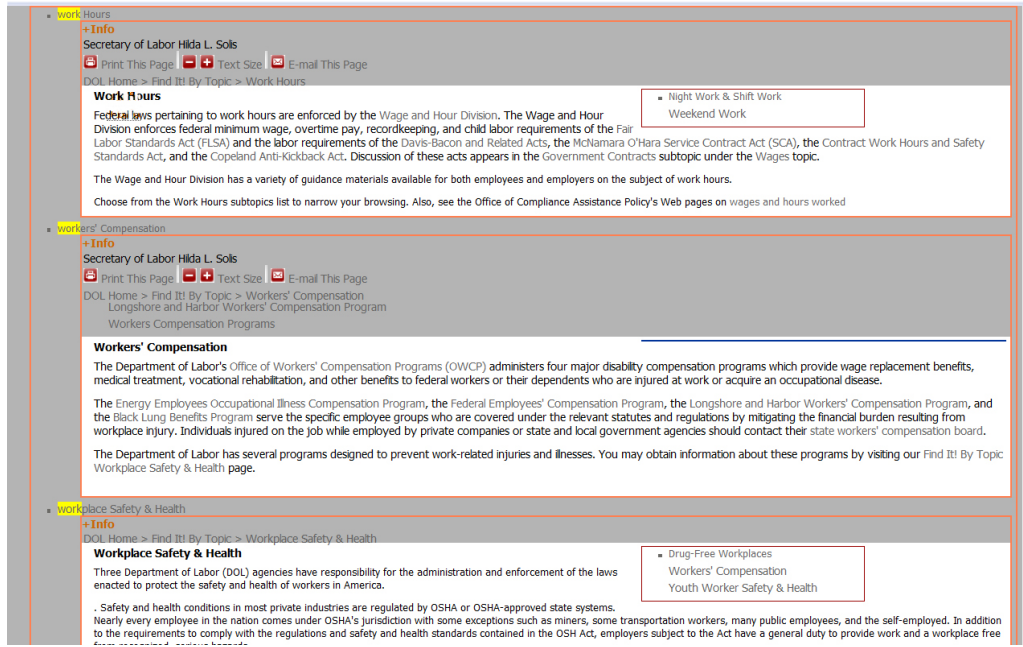 work Hours
+Info
Secretary of Labor Hilda L. Solis
Print This Page Text Size E-mail This Page
DOL Home > Find It! By Topic > Work Hours
Work Hours
Night Work & Shift Work
Weekend Work
Federal laws pertaining to work hours are enforced by the Wage and Hour Division. The Wage and Hour
Division enforces federal minimum wage, overtime pay, recordkeeping, and child labor requirements of the Fair
Labor Standards Act (FLSA) and the labor requirements of the Davis-Bacon and Related Acts, the McNamara O'Hara Service Contract Act (SCA), the Contract Work Hours and Safety
Standards Act, and the Copeland Anti-Kickback Act. Discussion of these acts appears in the Government Contracts subtopic under the Wages topic.
The Wage and Hour Division has a variety of guidance materials available for both employees and employers on the subject of work hours.
Choose from the Work Hours subtopics list to narrow your browsing. Also, see the Office of Compliance Assistance Policy's Web pages on wages and hours worked
workers' Compensation
+Info
Secretary of Labor Hilda L. Solis
Print This Page Text Size E-mail This Page
DOL Home > Find It! By Topic > Workers' Compensation
Longshore and Harbor Workers' Compensation Program
Workers Compensation Programs
Workers' Compensation
The Department of Labor's Office of Workers' Compensation Programs (OWCP) administers four major disability compensation programs which provide wage replacement benefits,
medical treatment, vocational rehabilitation, and other benefits to federal workers or their dependents who are injured at work or acquire an occupational disease.
The Energy Employees Occupational Illness Compensation Program, the Federal Employees' Compensation Program, the Longshore and Harbor Workers' Compensation Program, and
the Black Lung Benefits Program serve the specific employee groups who are covered under the relevant statutes and regulations by mitigating the financial burden resulting from
workplace injury. Individuals injured on the job while employed by private companies or state and local government agencies should contact their state workers' compensation board.
The Department of Labor has several programs designed to prevent work-related injuries and illnesses. You may obtain information about these programs by visiting our Find It! By Topic
Workplace Safety & Health page.
workplace Safety & Health
+Info
DOL Home > Find It! By Topic > Workplace Safety & Health
Workplace Safety & Health
Drug-Free Workplaces
Workers' Compensation
Youth Worker Safety & Health
Three Department of Labor (DOL) agencies have responsibility for the administration and enforcement of the laws
enacted to protect the safety and health of workers in America.
. Safety and health conditions in most private industries are regulated by OSHA or OSHA-approved state systems.
Nearly every employee in the nation comes under OSHA's jurisdiction with some exceptions such as miners, some transportation workers, many public employees, and the self-employed. In addition
to the requirements to comply with the regulations and safety and health standards contained in the OSH Act, employers subject to the Act have a general duty to provide work and a workplace free